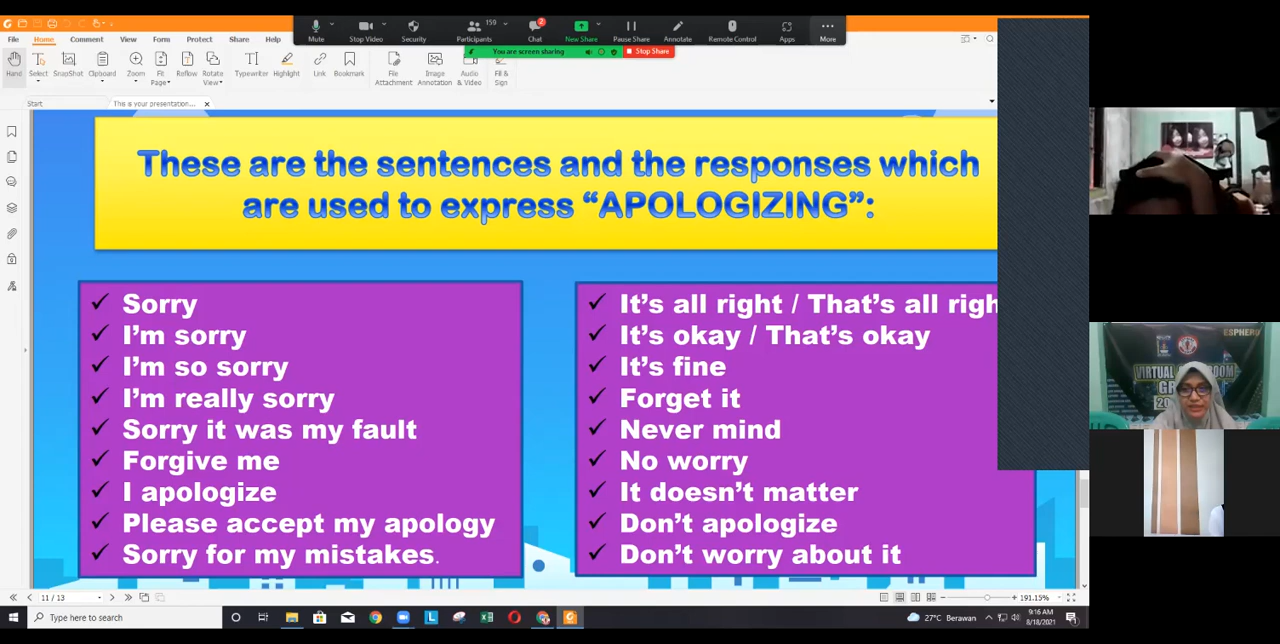 159
2
Mute
Stop Video
Security
Participants
Chat
New Share
Pause Share
Annotate
Remote Control
Apps
More
You are screen sharing
Stop Share
File
Home
Comment
View
Form
Protect
Share
Help
Hand
Select
SnapShot
Clipboard
Zoom
Fit
Page
Reflow
Rotate
View
Typewriter
Highlight
Link
Bookmark
File
Attachment
Image
Annotation
Audio
& Video
Fill &
Sign
Start
This is your presentation...
These are the sentences and the responses which
are used to express “APOLOGIZING”:
Sorry
I’m sorry
I’m so sorry
I’m really sorry
Sorry it was my fault
Forgive me
I apologize
Please accept my apology
Sorry for my mistakes.
It’s all right / That’s all righ
It’s okay / That’s okay
It’s fine
Forget it
Never mind
No worry
It doesn’t matter
Don’t apologize
Don’t worry about it
ESPHERO
VIRTUAL
ROOM
11 / 13
191.15%
Type here to search
27°C Berawan
9:16 AM
8/18/2021